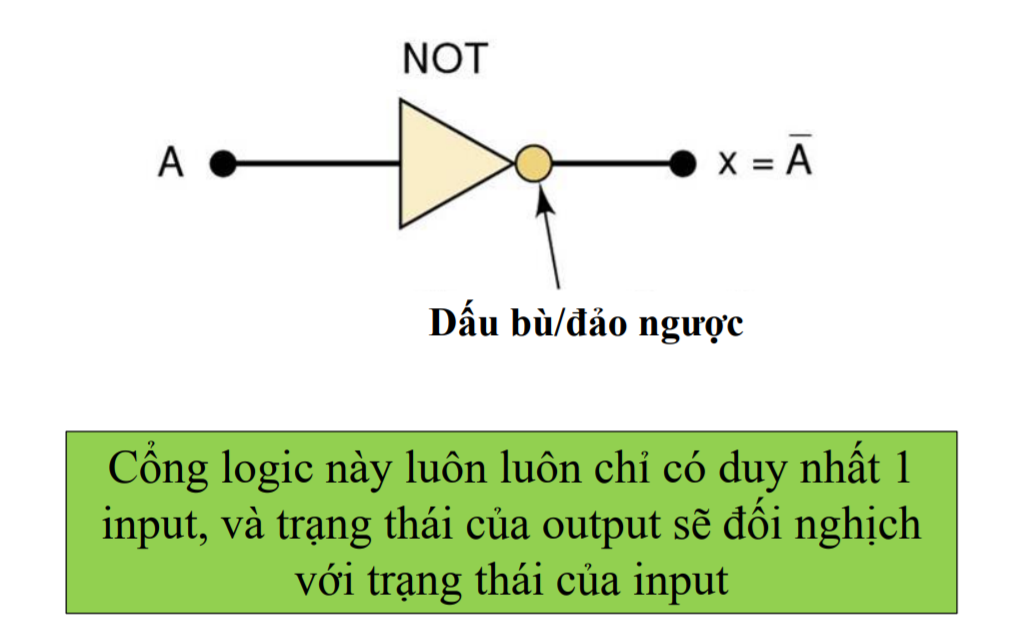 NOT
A
x = A̅
Dấu bù/đảo ngược
Cổng logic này luôn luôn chỉ có duy nhất 1
input, và trạng thái của output sẽ đối nghịch
với trạng thái của input